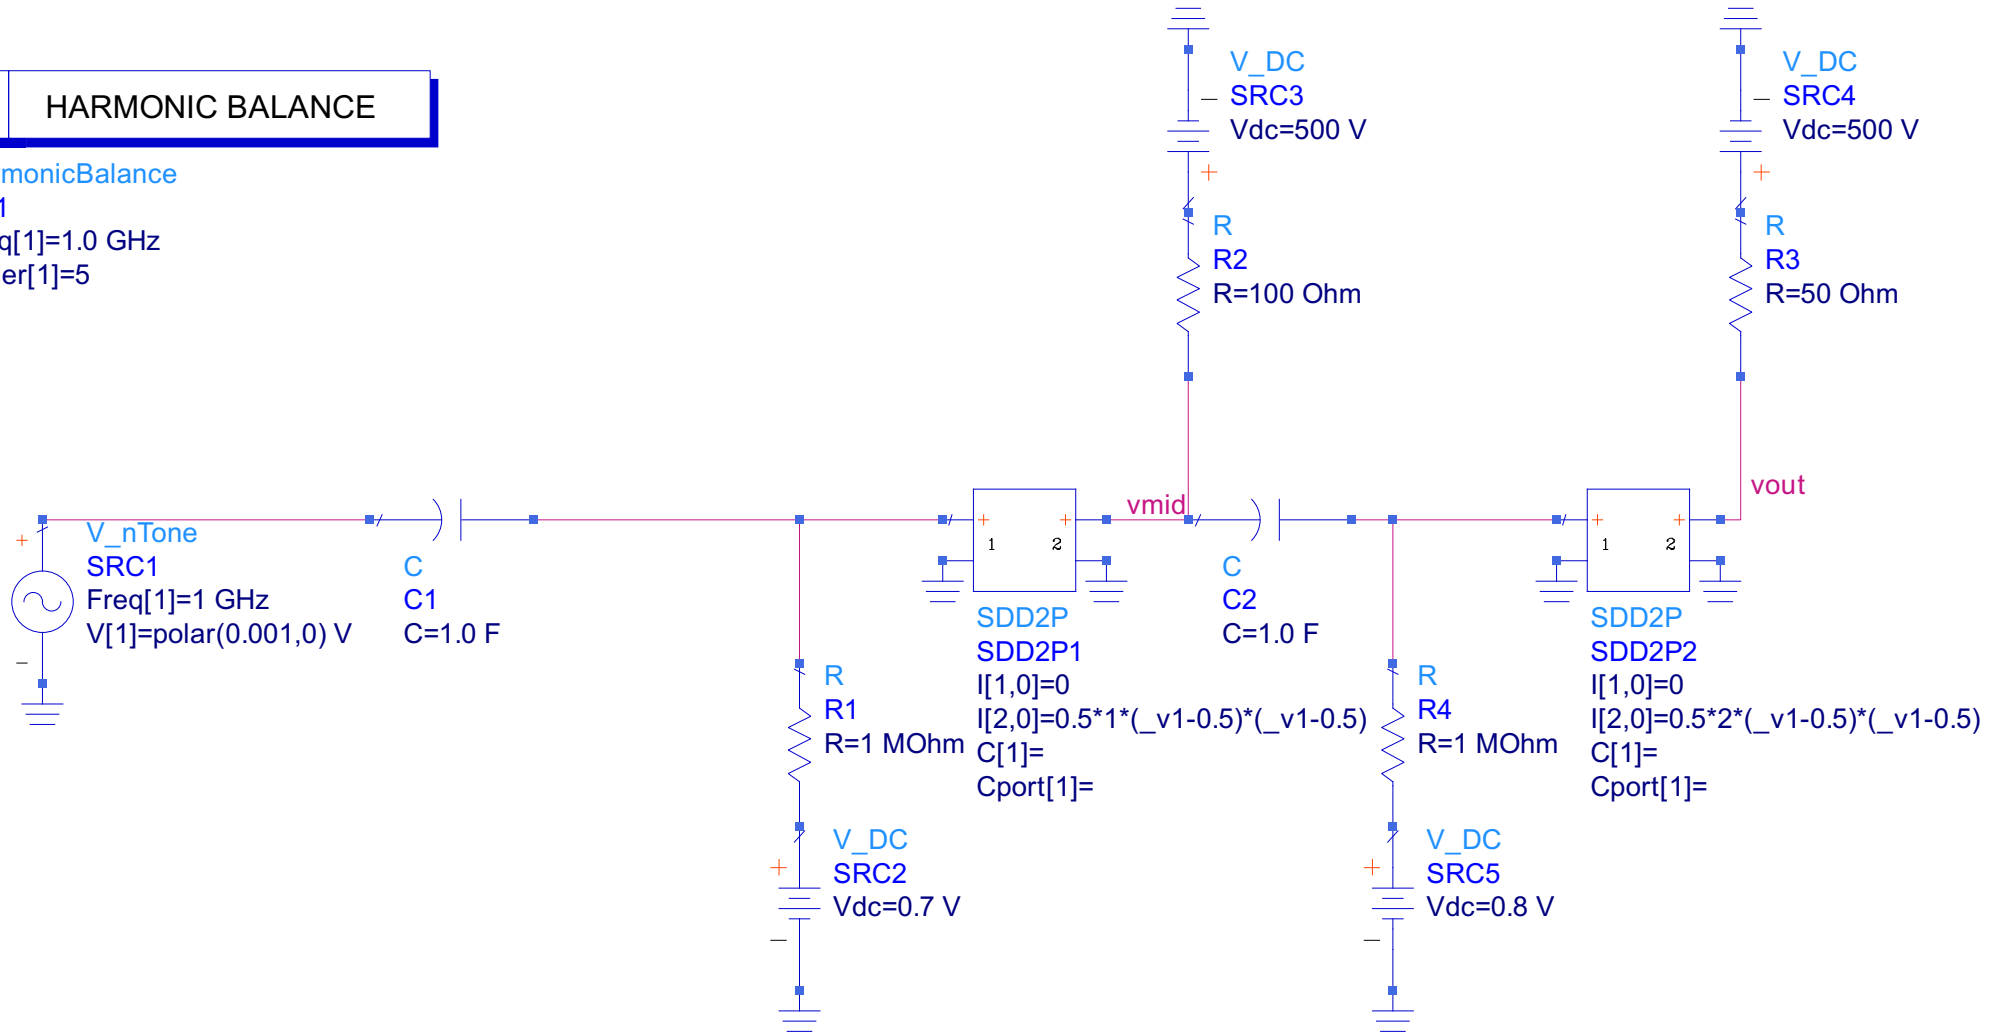 HARMONIC BALANCE
monicBalance
1
q[1]=1.0 GHz
er[1]=5
V_DC
SRC3
Vdc=500 V
−
+
V_DC
SRC4
Vdc=500 V
−
+
R
R2
R=100 Ohm
R
R3
R=50 Ohm
vmid
vout
+
V_nTone
SRC1
Freq[1]=1 GHz
V[1]=polar(0.001,0) V
−
C
C1
C=1.0 F
+ +
1 2
SDD2P
SDD2P1
I[1,0]=0
I[2,0]=0.5*1*(_v1-0.5)*(_v1-0.5)
C[1]=
Cport[1]=
C
C2
C=1.0 F
+ +
1 2
SDD2P
SDD2P2
I[1,0]=0
I[2,0]=0.5*2*(_v1-0.5)*(_v1-0.5)
C[1]=
Cport[1]=
R
R1
R=1 MOhm
R
R4
R=1 MOhm
+
V_DC
SRC2
Vdc=0.7 V
−
+
V_DC
SRC5
Vdc=0.8 V
−